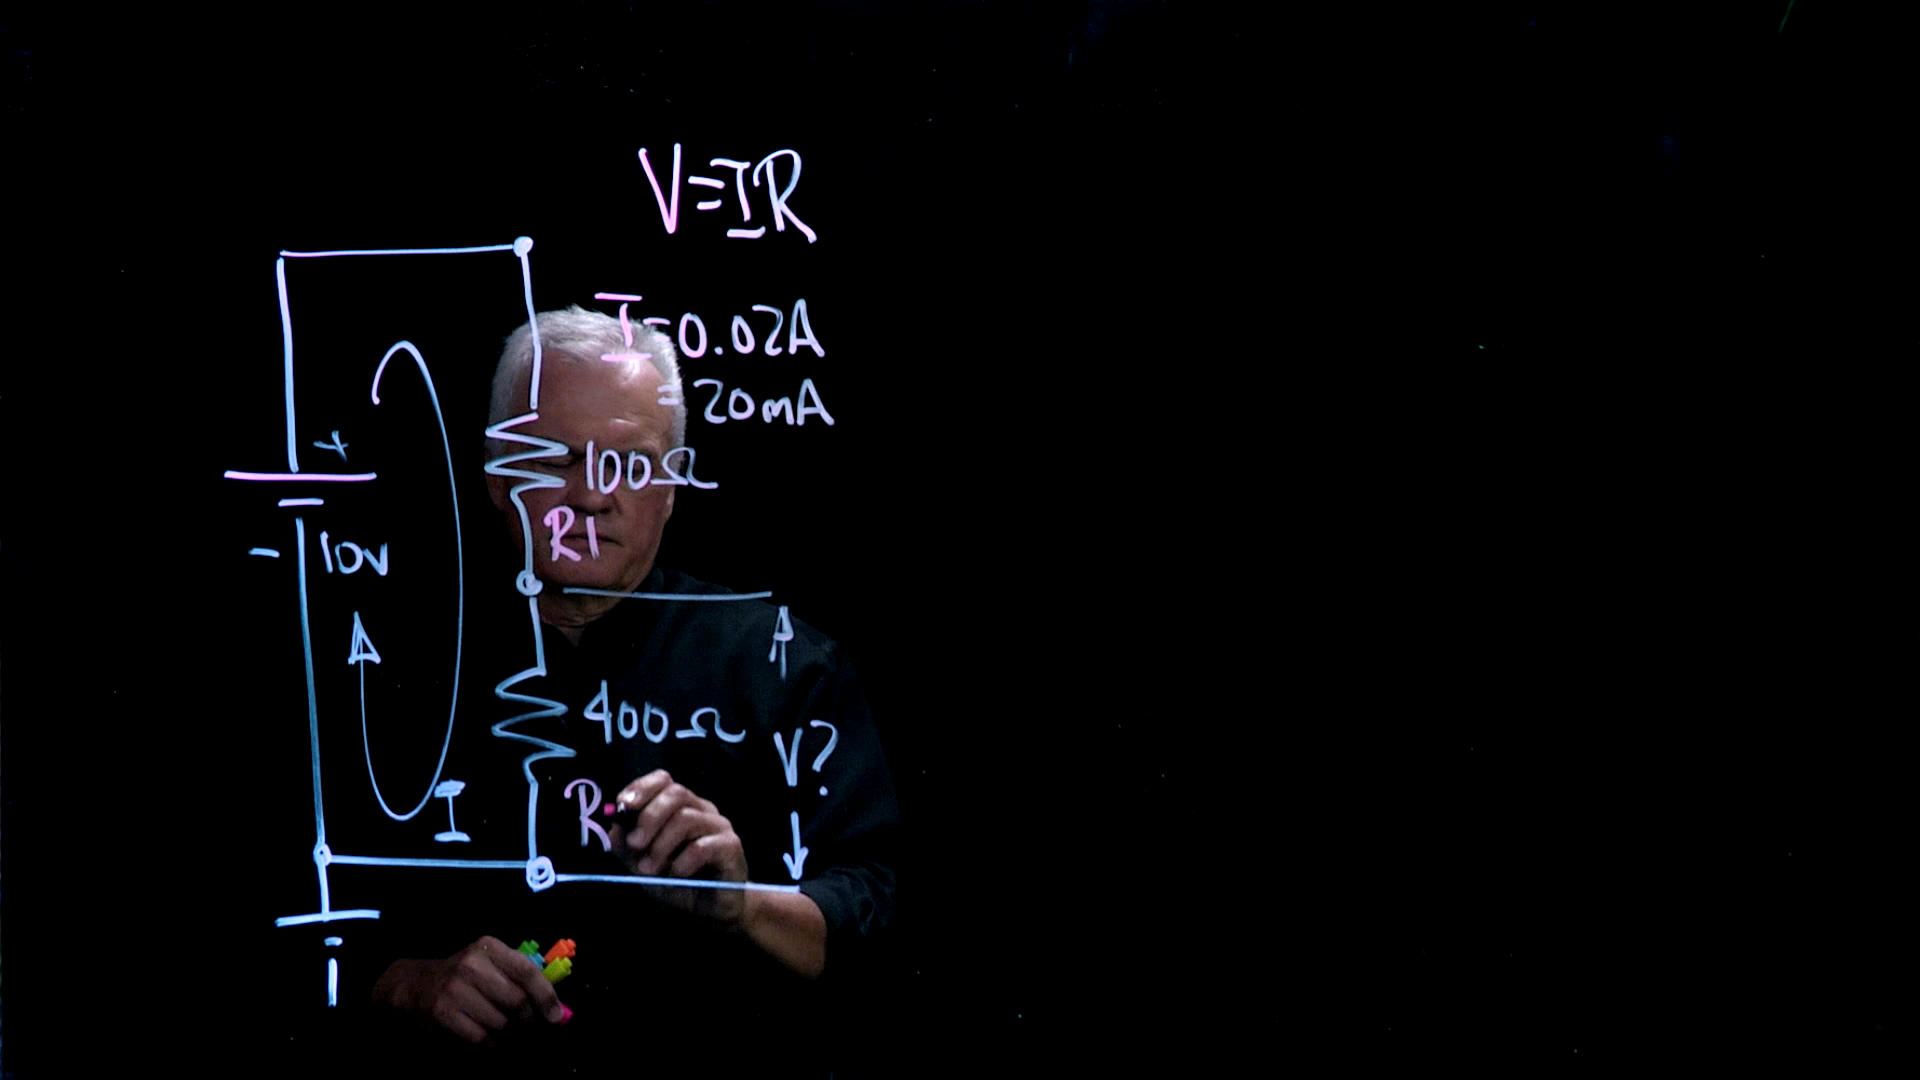 V=IR
I=0.02A
=20mA
+
100Ω
R1
- 10V
400Ω
V?
R
I